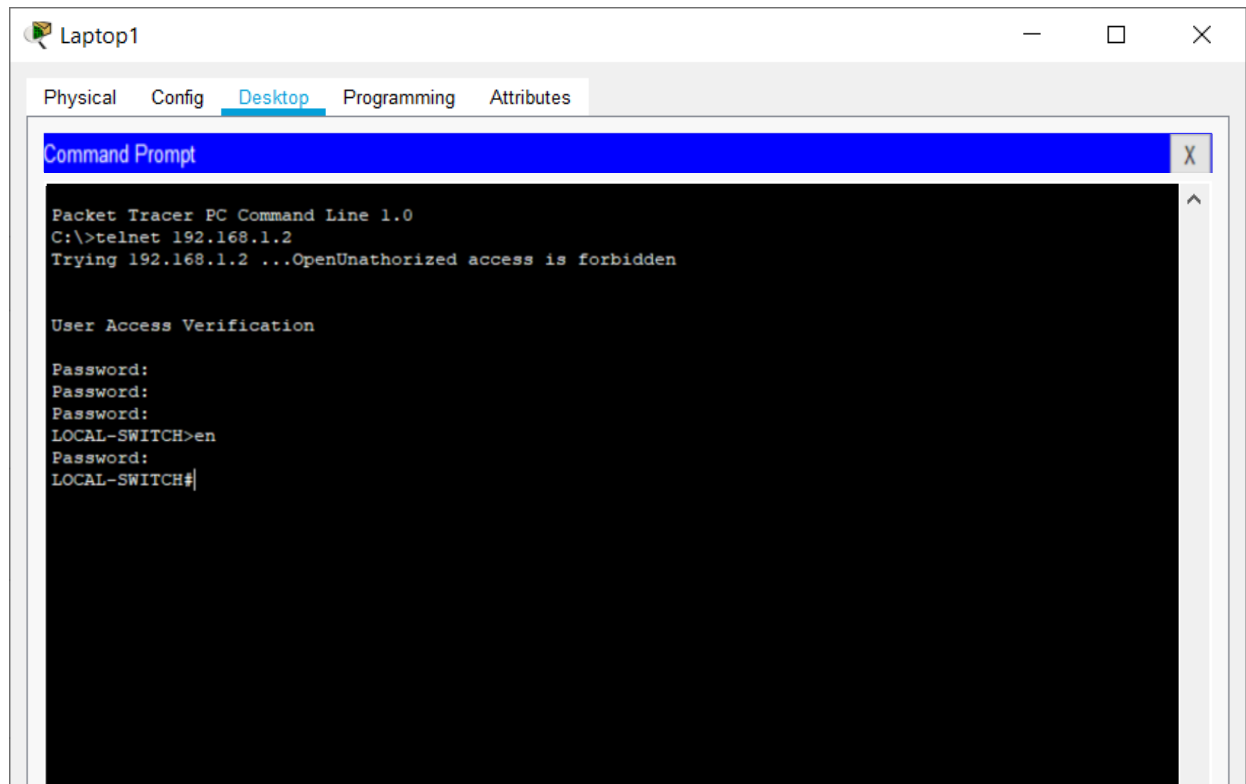 Laptop1
Physical Config Desktop Programming Attributes
Command Prompt
X
Packet Tracer PC Command Line 1.0
C:\>telnet 192.168.1.2
Trying 192.168.1.2 ...OpenUnathorized access is forbidden
User Access Verification
Password:
Password:
Password:
LOCAL-SWITCH>en
Password:
LOCAL-SWITCH#